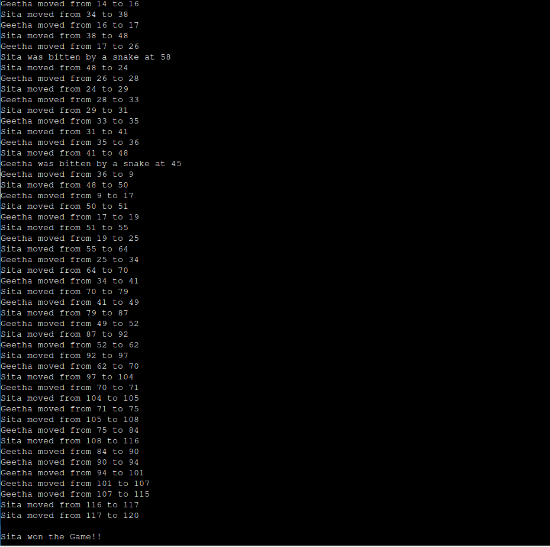 Geetha moved from 14 to 16
Sita moved from 34 to 38
Geetha moved from 16 to 17
Sita moved from 38 to 48
Geetha moved from 17 to 26
Sita was bitten by a snake at 58
Sita moved from 48 to 24
Geetha moved from 26 to 28
Sita moved from 24 to 29
Geetha moved from 28 to 33
Sita moved from 29 to 31
Geetha moved from 33 to 35
Sita moved from 31 to 41
Geetha moved from 35 to 36
Sita moved from 41 to 48
Geetha was bitten by a snake at 45
Geetha moved from 36 to 9
Sita moved from 48 to 50
Geetha moved from 9 to 17
Sita moved from 50 to 51
Geetha moved from 17 to 19
Sita moved from 51 to 55
Geetha moved from 19 to 25
Sita moved from 55 to 64
Geetha moved from 25 to 34
Sita moved from 64 to 70
Geetha moved from 34 to 41
Sita moved from 70 to 79
Geetha moved from 41 to 49
Sita moved from 79 to 87
Geetha moved from 49 to 52
Sita moved from 87 to 92
Geetha moved from 52 to 62
Sita moved from 92 to 97
Geetha moved from 62 to 70
Sita moved from 97 to 104
Geetha moved from 70 to 71
Sita moved from 104 to 105
Geetha moved from 71 to 75
Sita moved from 105 to 108
Geetha moved from 75 to 84
Sita moved from 108 to 116
Geetha moved from 84 to 90
Geetha moved from 90 to 94
Geetha moved from 94 to 101
Geetha moved from 101 to 107
Geetha moved from 107 to 115
Sita moved from 116 to 117
Sita moved from 117 to 120
Sita won the Game!!